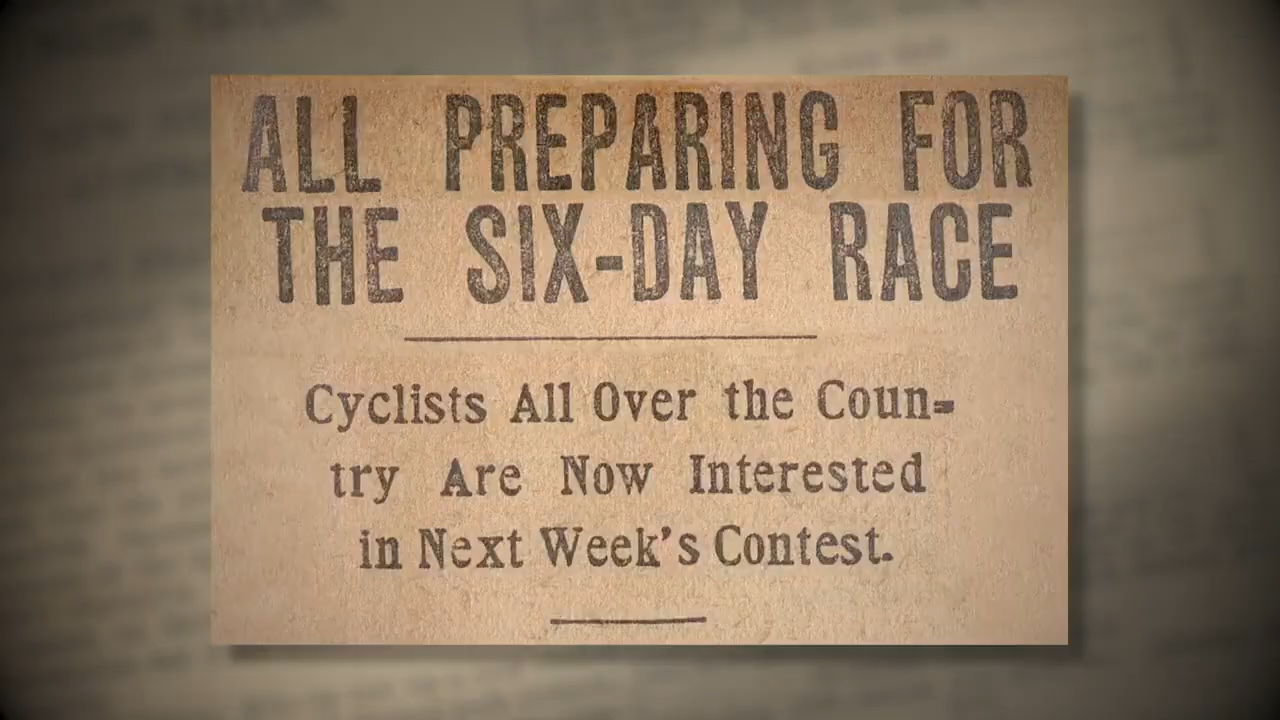 ALL PREPARING FOR
THE SIX-DAY RACE
Cyclists All Over the Coun-
try Are Now Interested
in Next Week's Contest.